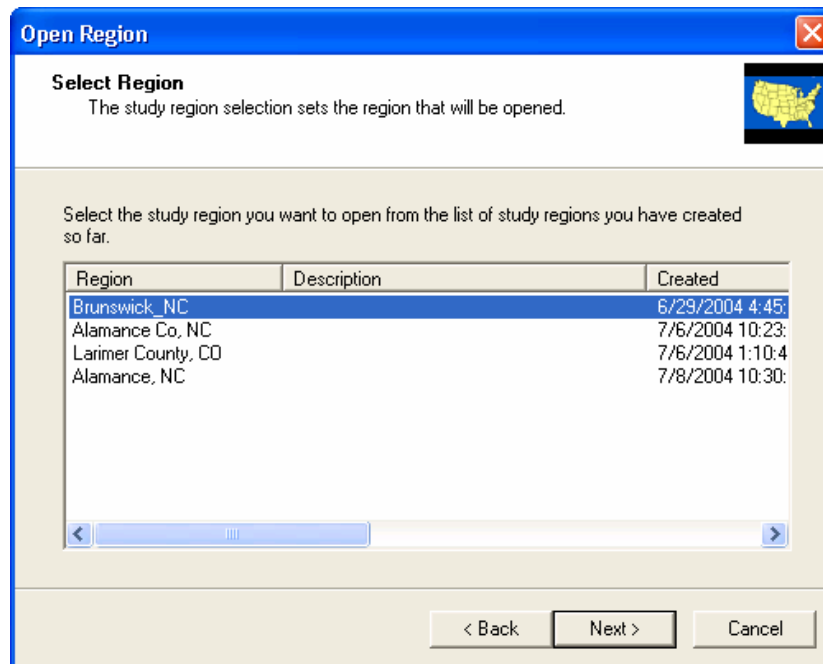 Open Region
Select Region
The study region selection sets the region that will be opened.
Select the study region you want to open from the list of study regions you have created
so far.
Region Description Created
Brunswick_NC 6/29/2004 4:45:
Alamance Co, NC 7/6/2004 10:23:
Larimer County, CO 7/6/2004 1:10:4
Alamance, NC 7/8/2004 10:30:
< Back Next > Cancel